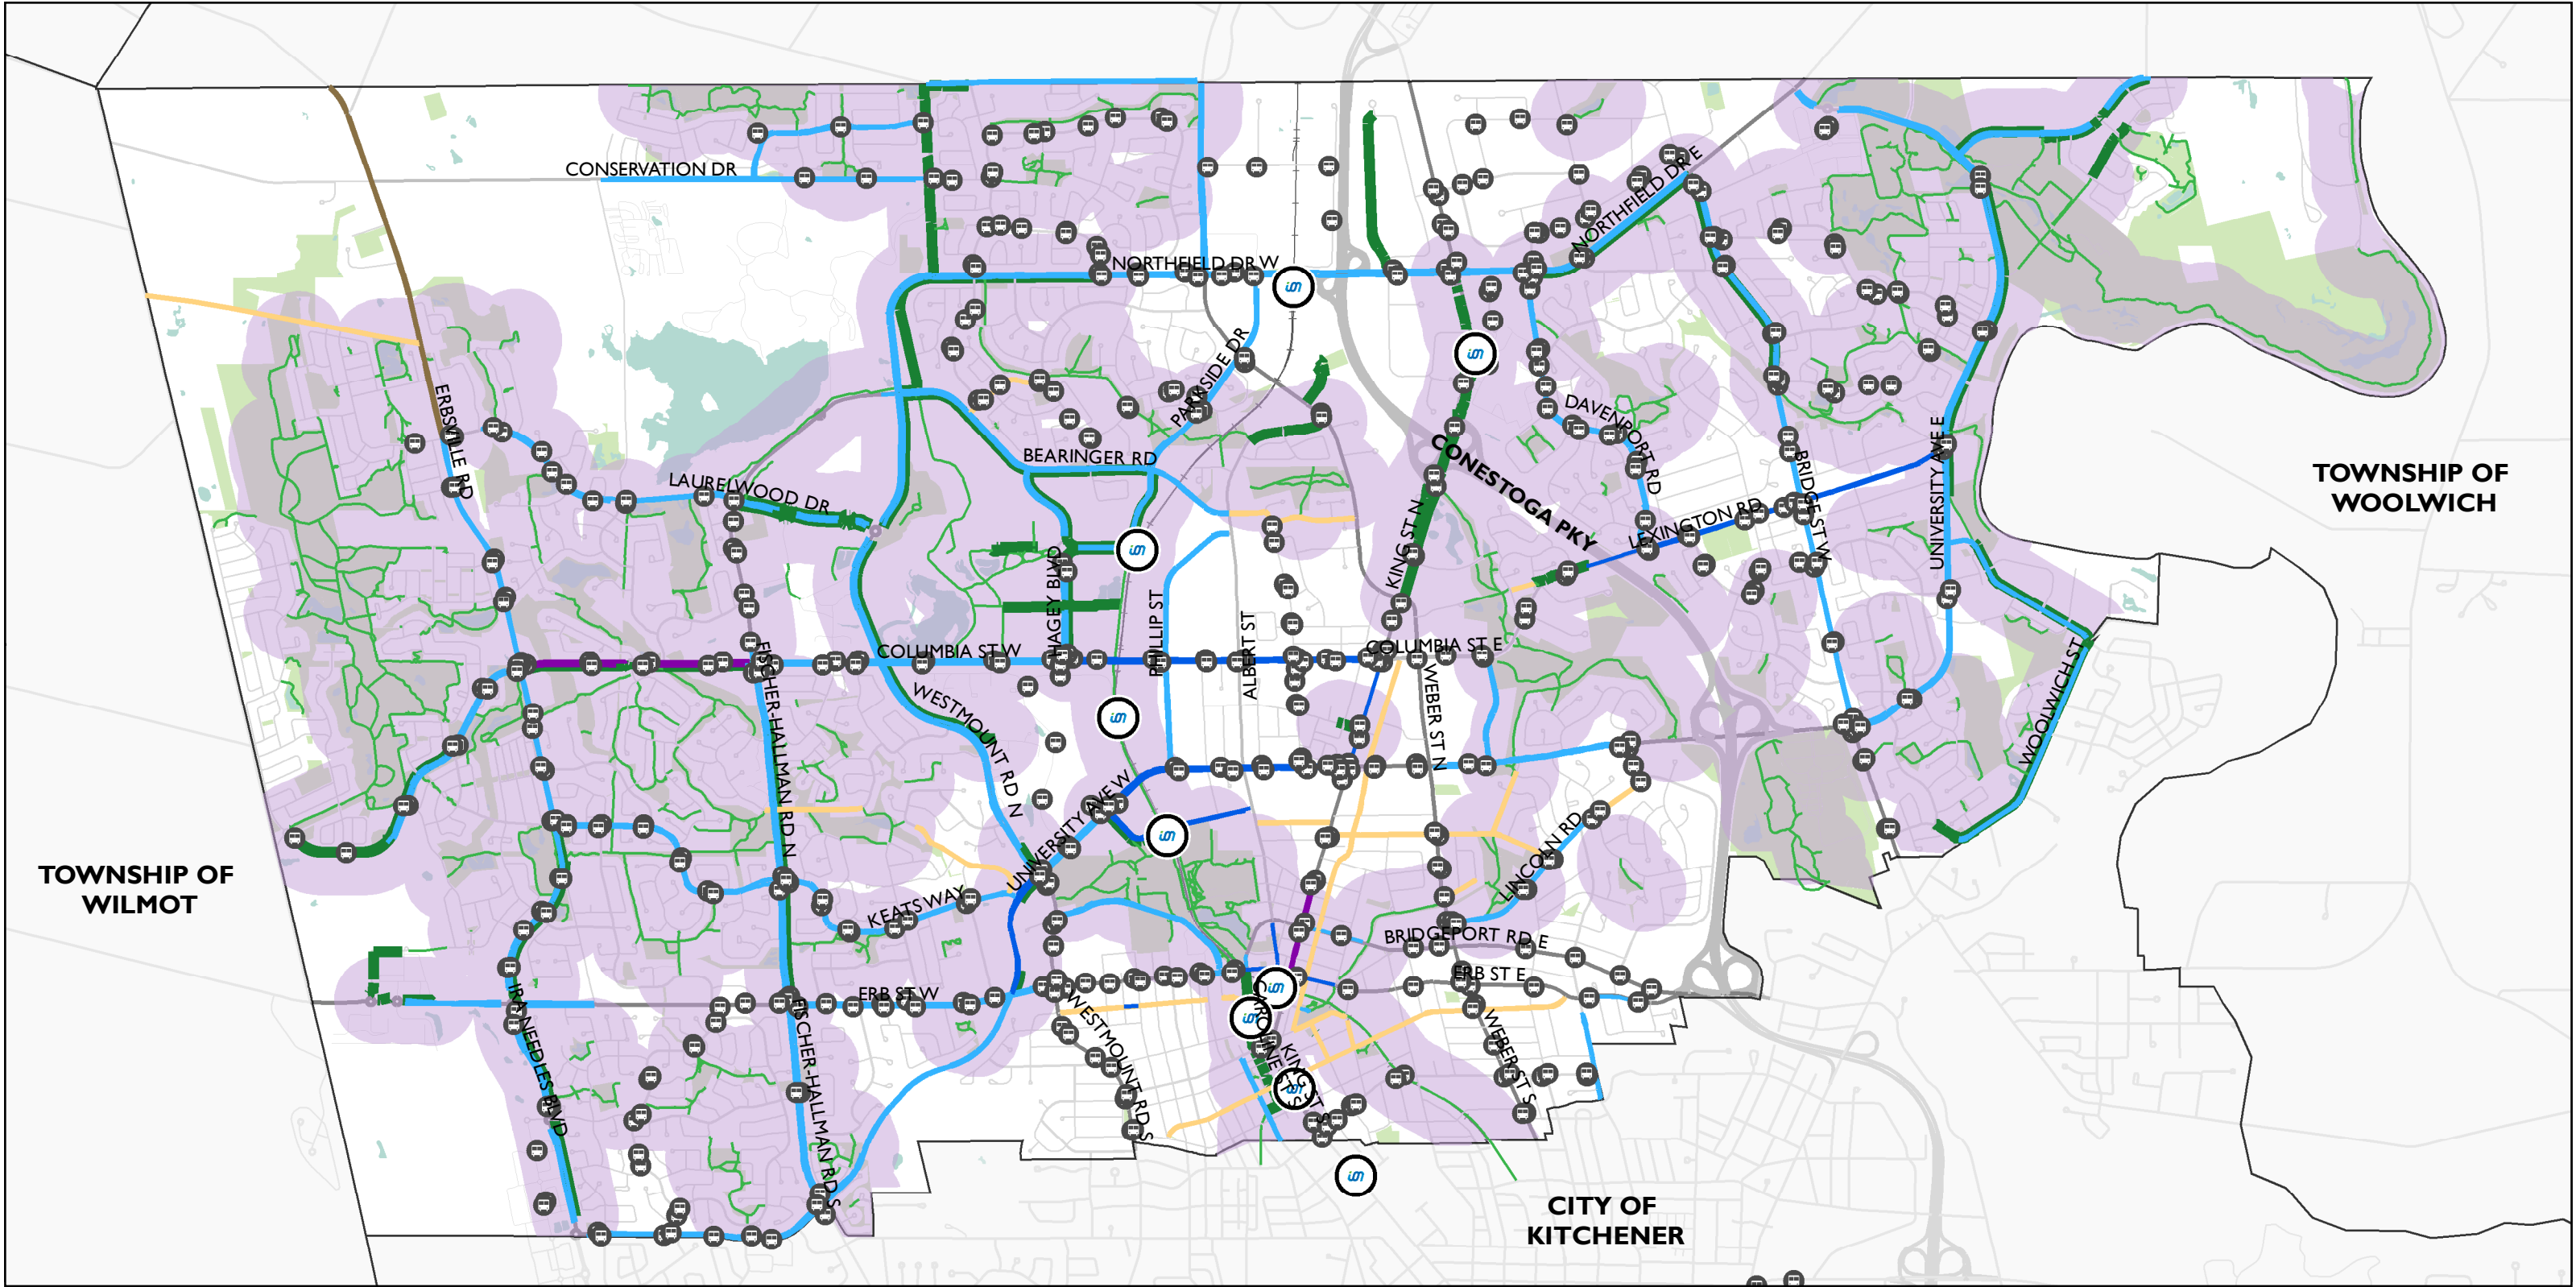 CONSERVATION DR
NORTHFIELD DR W
NORTHFIELD DR E
PARKSIDE DR
DAVENPORT RD
ERBSVILLE RD
CONESTOGA PKY
BEARINGER RD
LAURELWOOD DR
BRIDGE ST W
UNIVERSITY AVE E
TOWNSHIP OF
WOOLWICH
LEXINGTON RD
KING ST N
HAGEY BLVD
PHILLIP ST
ALBERT ST
COLUMBIA ST W
COLUMBIA ST E
FISCHER-HALLMAN RD N
WESTMOUNT RD N
WEBER ST N
WOOLWICH ST
UNIVERSITY AVE W
LINCOLN RD
TOWNSHIP OF
WILMOT
KEATS WAY
BRIDGEPORT RD E
ERB ST E
ERB ST W
IRA NEEDLES BLVD
FISCHER-HALLMAN RD S
WESTMOUNT RD S
CAROLINE ST S
KING ST S
WEBER ST S
CITY OF
KITCHENER